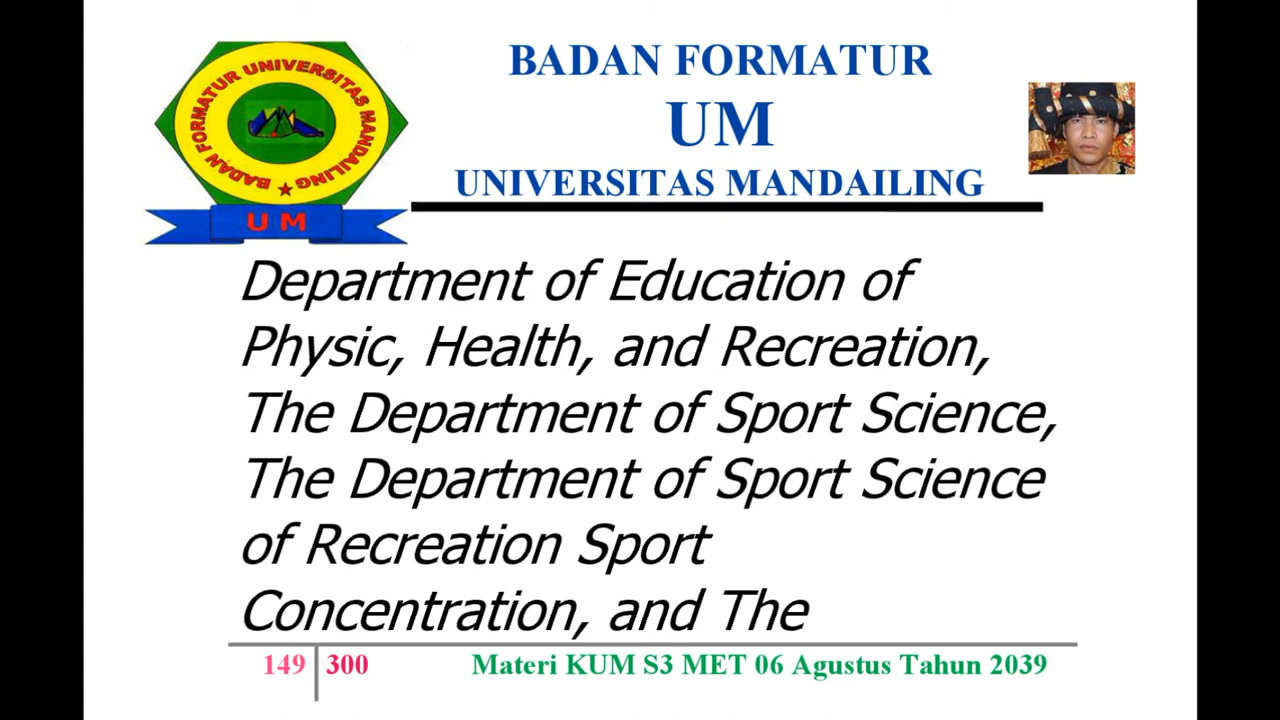 BADAN FORMATUR UNIVERSITAS MANDAILING
U M
BADAN FORMATUR
UM
UNIVERSITAS MANDAILING
Department of Education of
Physic, Health, and Recreation,
The Department of Sport Science,
The Department of Sport Science
of Recreation Sport
Concentration, and The
149 300 Materi KUM S3 MET 06 Agustus Tahun 2039